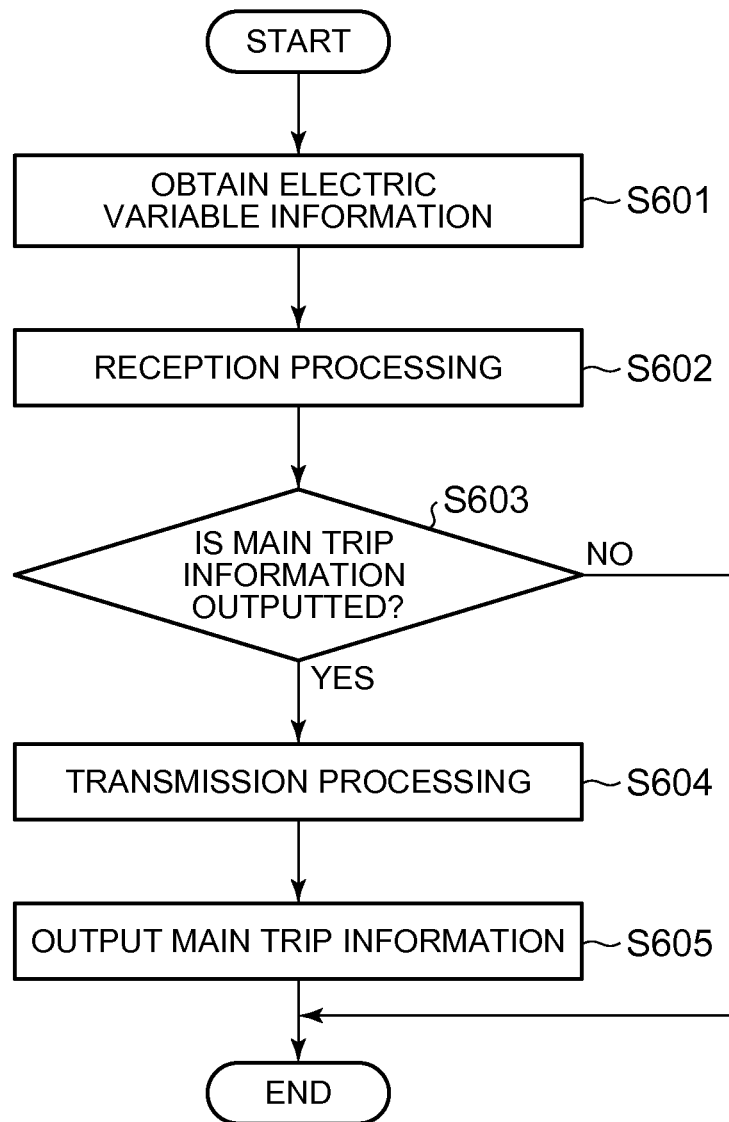 START
OBTAIN ELECTRIC
VARIABLE INFORMATION
S601
RECEPTION PROCESSING
S602
S603
IS MAIN TRIP
INFORMATION
OUTPUTTED?
NO
YES
TRANSMISSION PROCESSING
S604
OUTPUT MAIN TRIP INFORMATION
S605
END